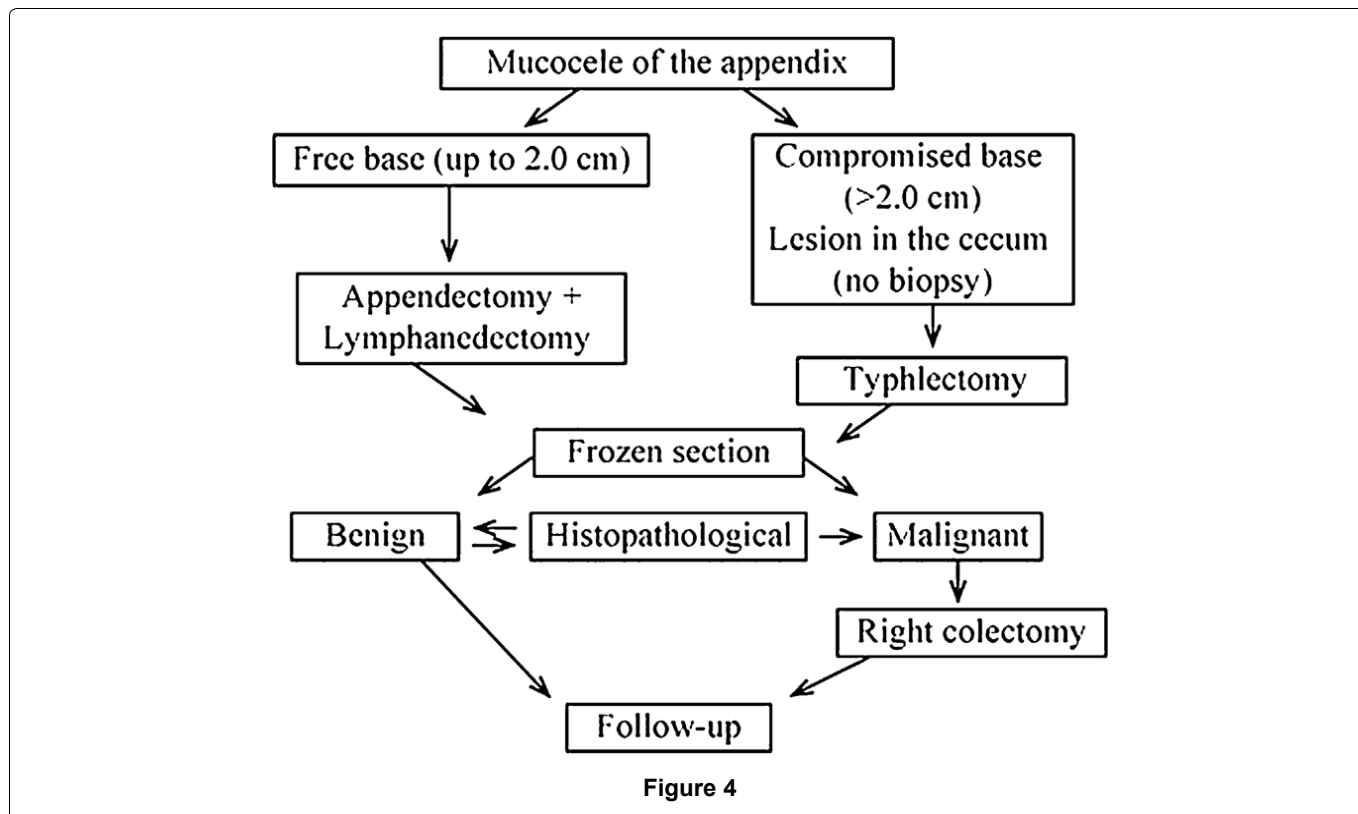 Mucocele of the appendix
Free base (up to 2.0 cm)
Compromised base
(>2.0 cm)
Lesion in the cecum
(no biopsy)
Appendectomy +
Lymphanedectomy
Typhlectomy
Frozen section
Benign
Histopathological
Malignant
Right colectomy
Follow-up
Figure 4